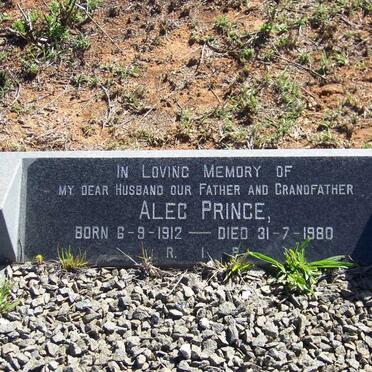 IN LOVING MEMORY OF
MY DEAR HUSBAND OUR FATHER AND GRANDFATHER
ALEC PRINCE,
BORN 6-9-1912 — DIED 31-7-1980
R. I. P.